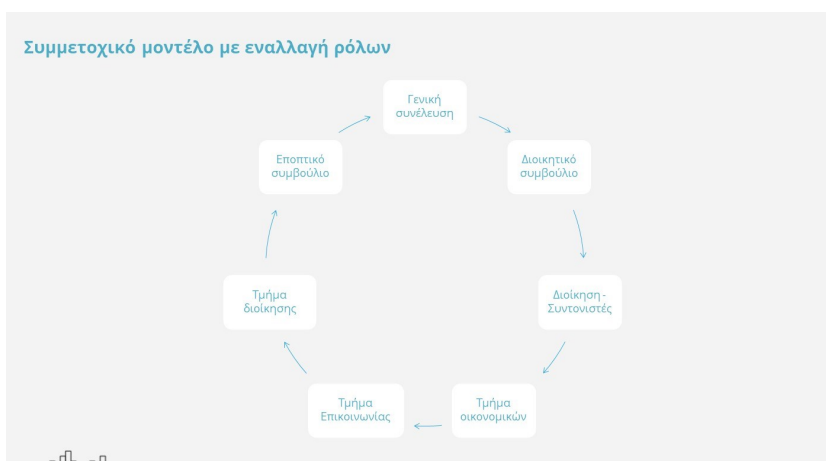 Συμμετοχικό μοντέλο με εναλλαγή ρόλων
Γενική
συνέλευση
Διοικητικό
συμβούλιο
Διοίκηση -
Συντονιστές
Τμήμα
οικονομικών
Τμήμα
Επικοινωνίας
Τμήμα
διοίκησης
Εποπτικό
συμβούλιο